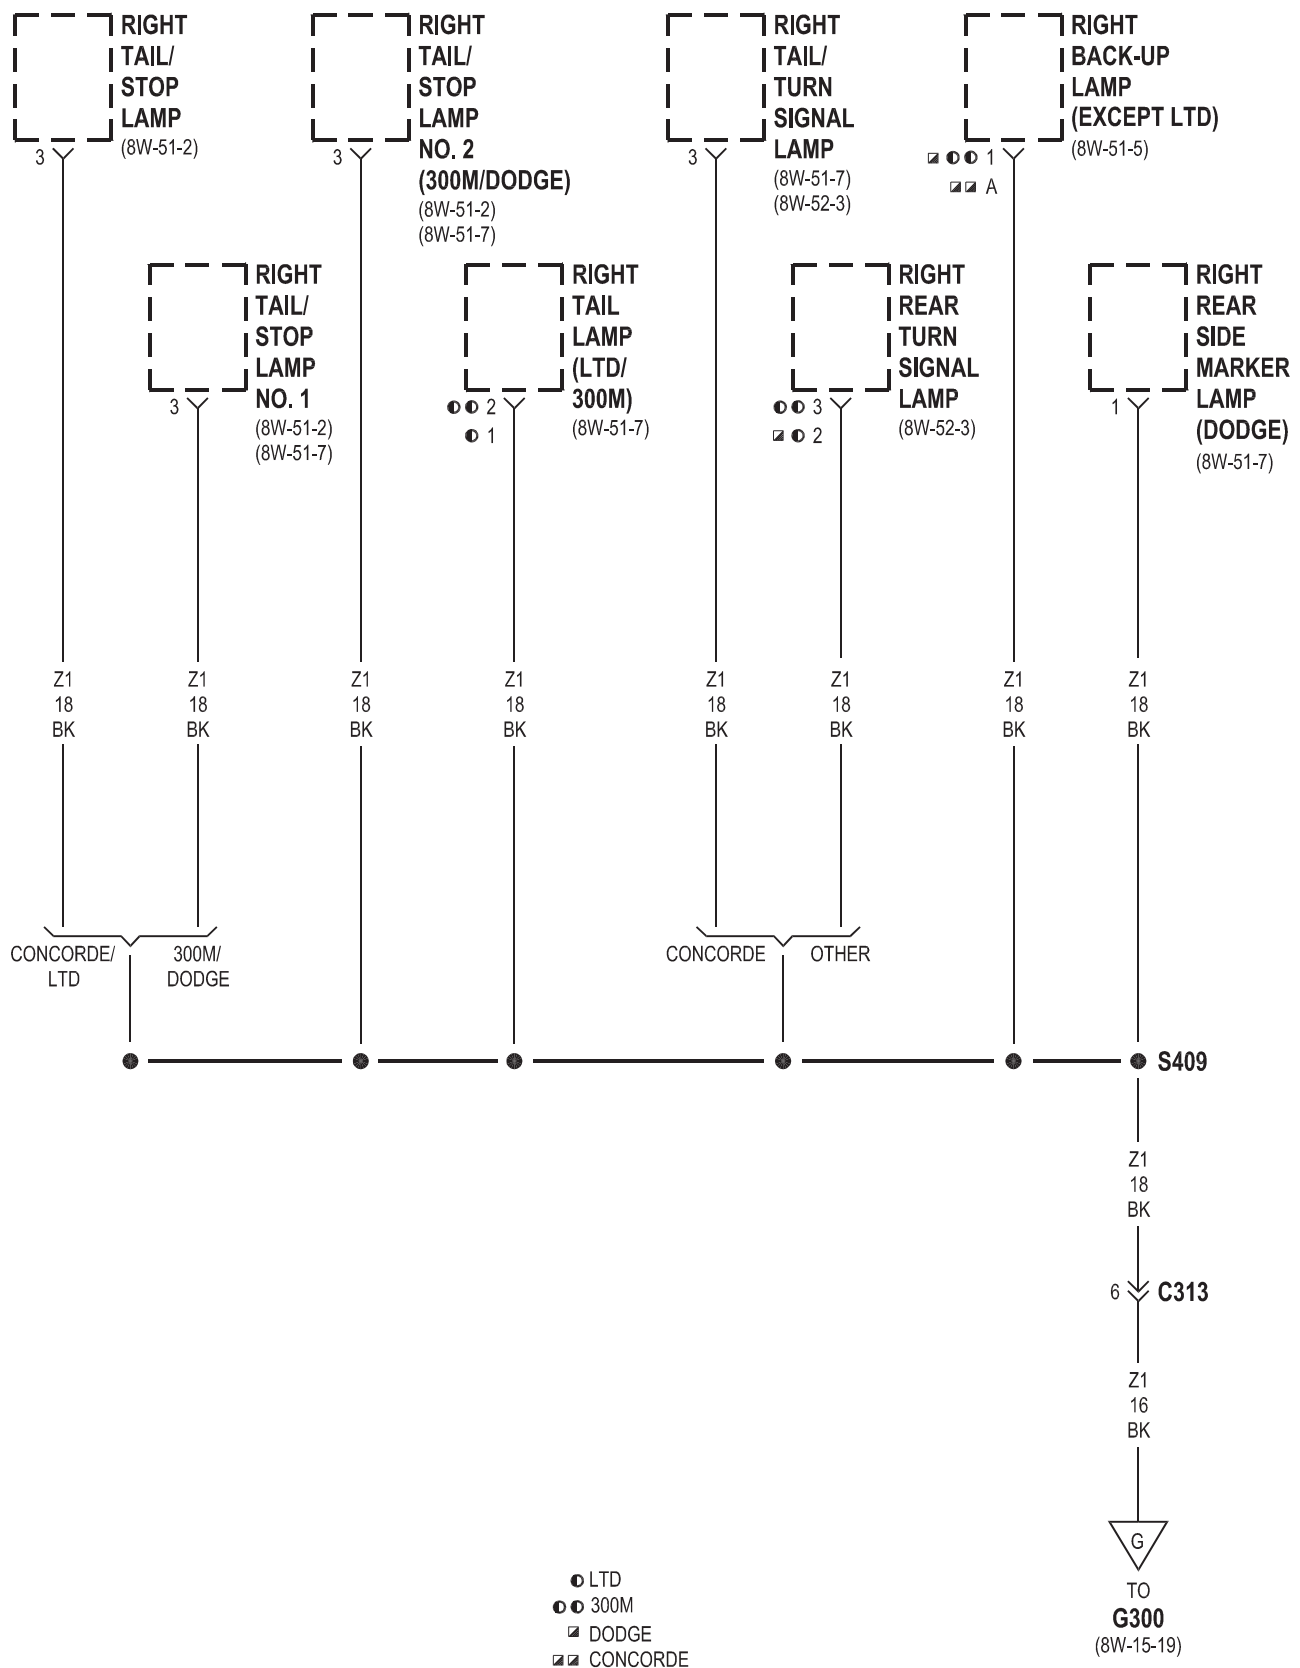 RIGHT
TAIL/
STOP
LAMP
(8W-51-2)
3
RIGHT
TAIL/
STOP
LAMP
NO. 2
(300M/DODGE)
(8W-51-2)
(8W-51-7)
3
RIGHT
TAIL/
TURN
SIGNAL
LAMP
(8W-51-7)
(8W-52-3)
3
RIGHT
BACK-UP
LAMP
(EXCEPT LTD)
(8W-51-5)
1
A
RIGHT
TAIL/
STOP
LAMP
NO. 1
(8W-51-2)
(8W-51-7)
3
RIGHT
TAIL
LAMP
(LTD/
300M)
(8W-51-7)
2
1
RIGHT
REAR
TURN
SIGNAL
LAMP
(8W-52-3)
3
2
RIGHT
REAR
SIDE
MARKER
LAMP
(DODGE)
(8W-51-7)
1
Z1
18
BK
Z1
18
BK
Z1
18
BK
Z1
18
BK
Z1
18
BK
Z1
18
BK
Z1
18
BK
Z1
18
BK
CONCORDE/
LTD
300M/
DODGE
CONCORDE
OTHER
S409
Z1
18
BK
6
C313
Z1
16
BK
G
TO
G300
(8W-15-19)
LTD
300M
DODGE
CONCORDE